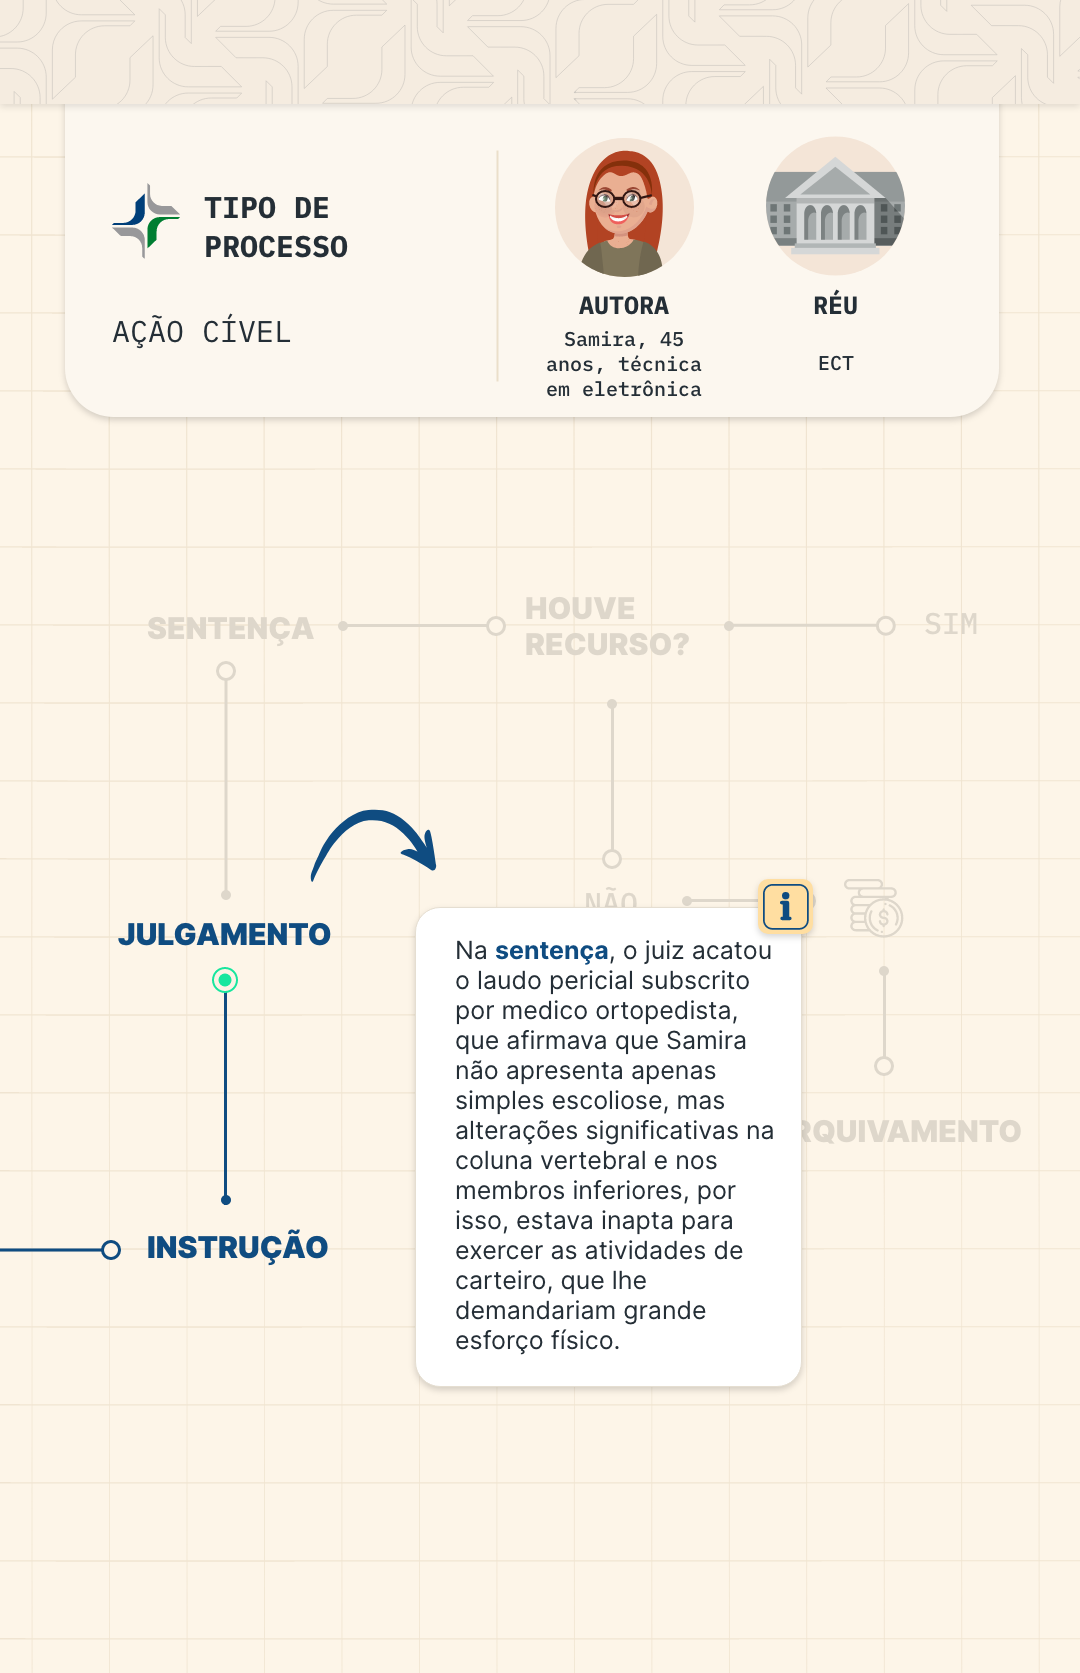 TIPO DE
PROCESSO
AÇÃO CÍVEL
AUTORA
Samira, 45
anos, técnica
em eletrônica
RÉU
ECT
SENTENÇA
HOUVE
RECURSO?
SIM
NÃO
JULGAMENTO
Na sentença, o juiz acatou
o laudo pericial subscrito
por medico ortopedista,
que afirmava que Samira
não apresenta apenas
simples escoliose, mas
alterações significativas na
coluna vertebral e nos
membros inferiores, por
isso, estava inapta para
exercer as atividades de
carteiro, que lhe
demandariam grande
esforço físico.
RQUIVAMENTO
INSTRUÇÃO